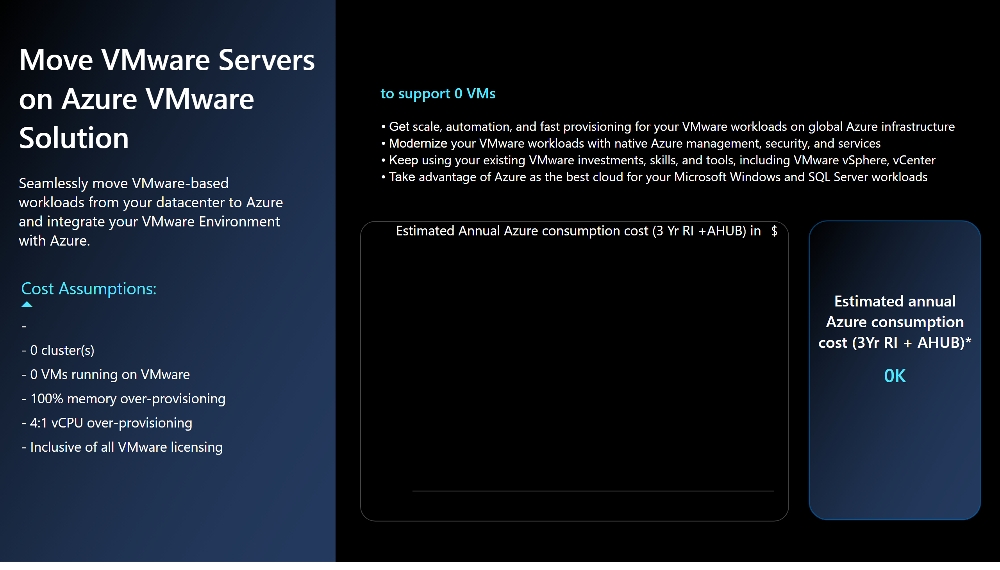 Move VMware Servers
on Azure VMware
Solution
Seamlessly move VMware-based
workloads from your datacenter to Azure
and integrate your VMware Environment
with Azure.
Cost Assumptions:
-
- 0 cluster(s)
- 0 VMs running on VMware
- 100% memory over-provisioning
- 4:1 vCPU over-provisioning
- Inclusive of all VMware licensing
to support 0 VMs
• Get scale, automation, and fast provisioning for your VMware workloads on global Azure infrastructure
• Modernize your VMware workloads with native Azure management, security, and services
• Keep using your existing VMware investments, skills, and tools, including VMware vSphere, vCenter
• Take advantage of Azure as the best cloud for your Microsoft Windows and SQL Server workloads
Estimated Annual Azure consumption cost (3 Yr RI +AHUB) in $
Estimated annual
Azure consumption
cost (3Yr RI + AHUB)*
0K